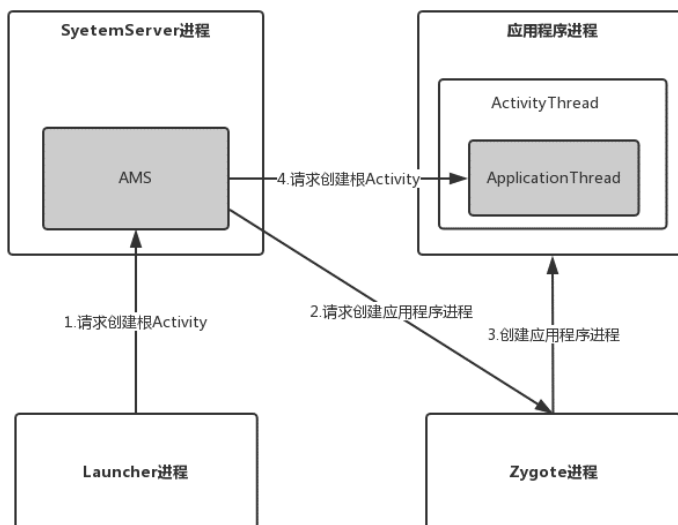 SyetemServer进程
应用程序进程
ActivityThread
AMS
ApplicationThread
4.请求创建根Activity
2.请求创建应用程序进程
1.请求创建根Activity
3.创建应用程序进程
Launcher进程
Zygote进程